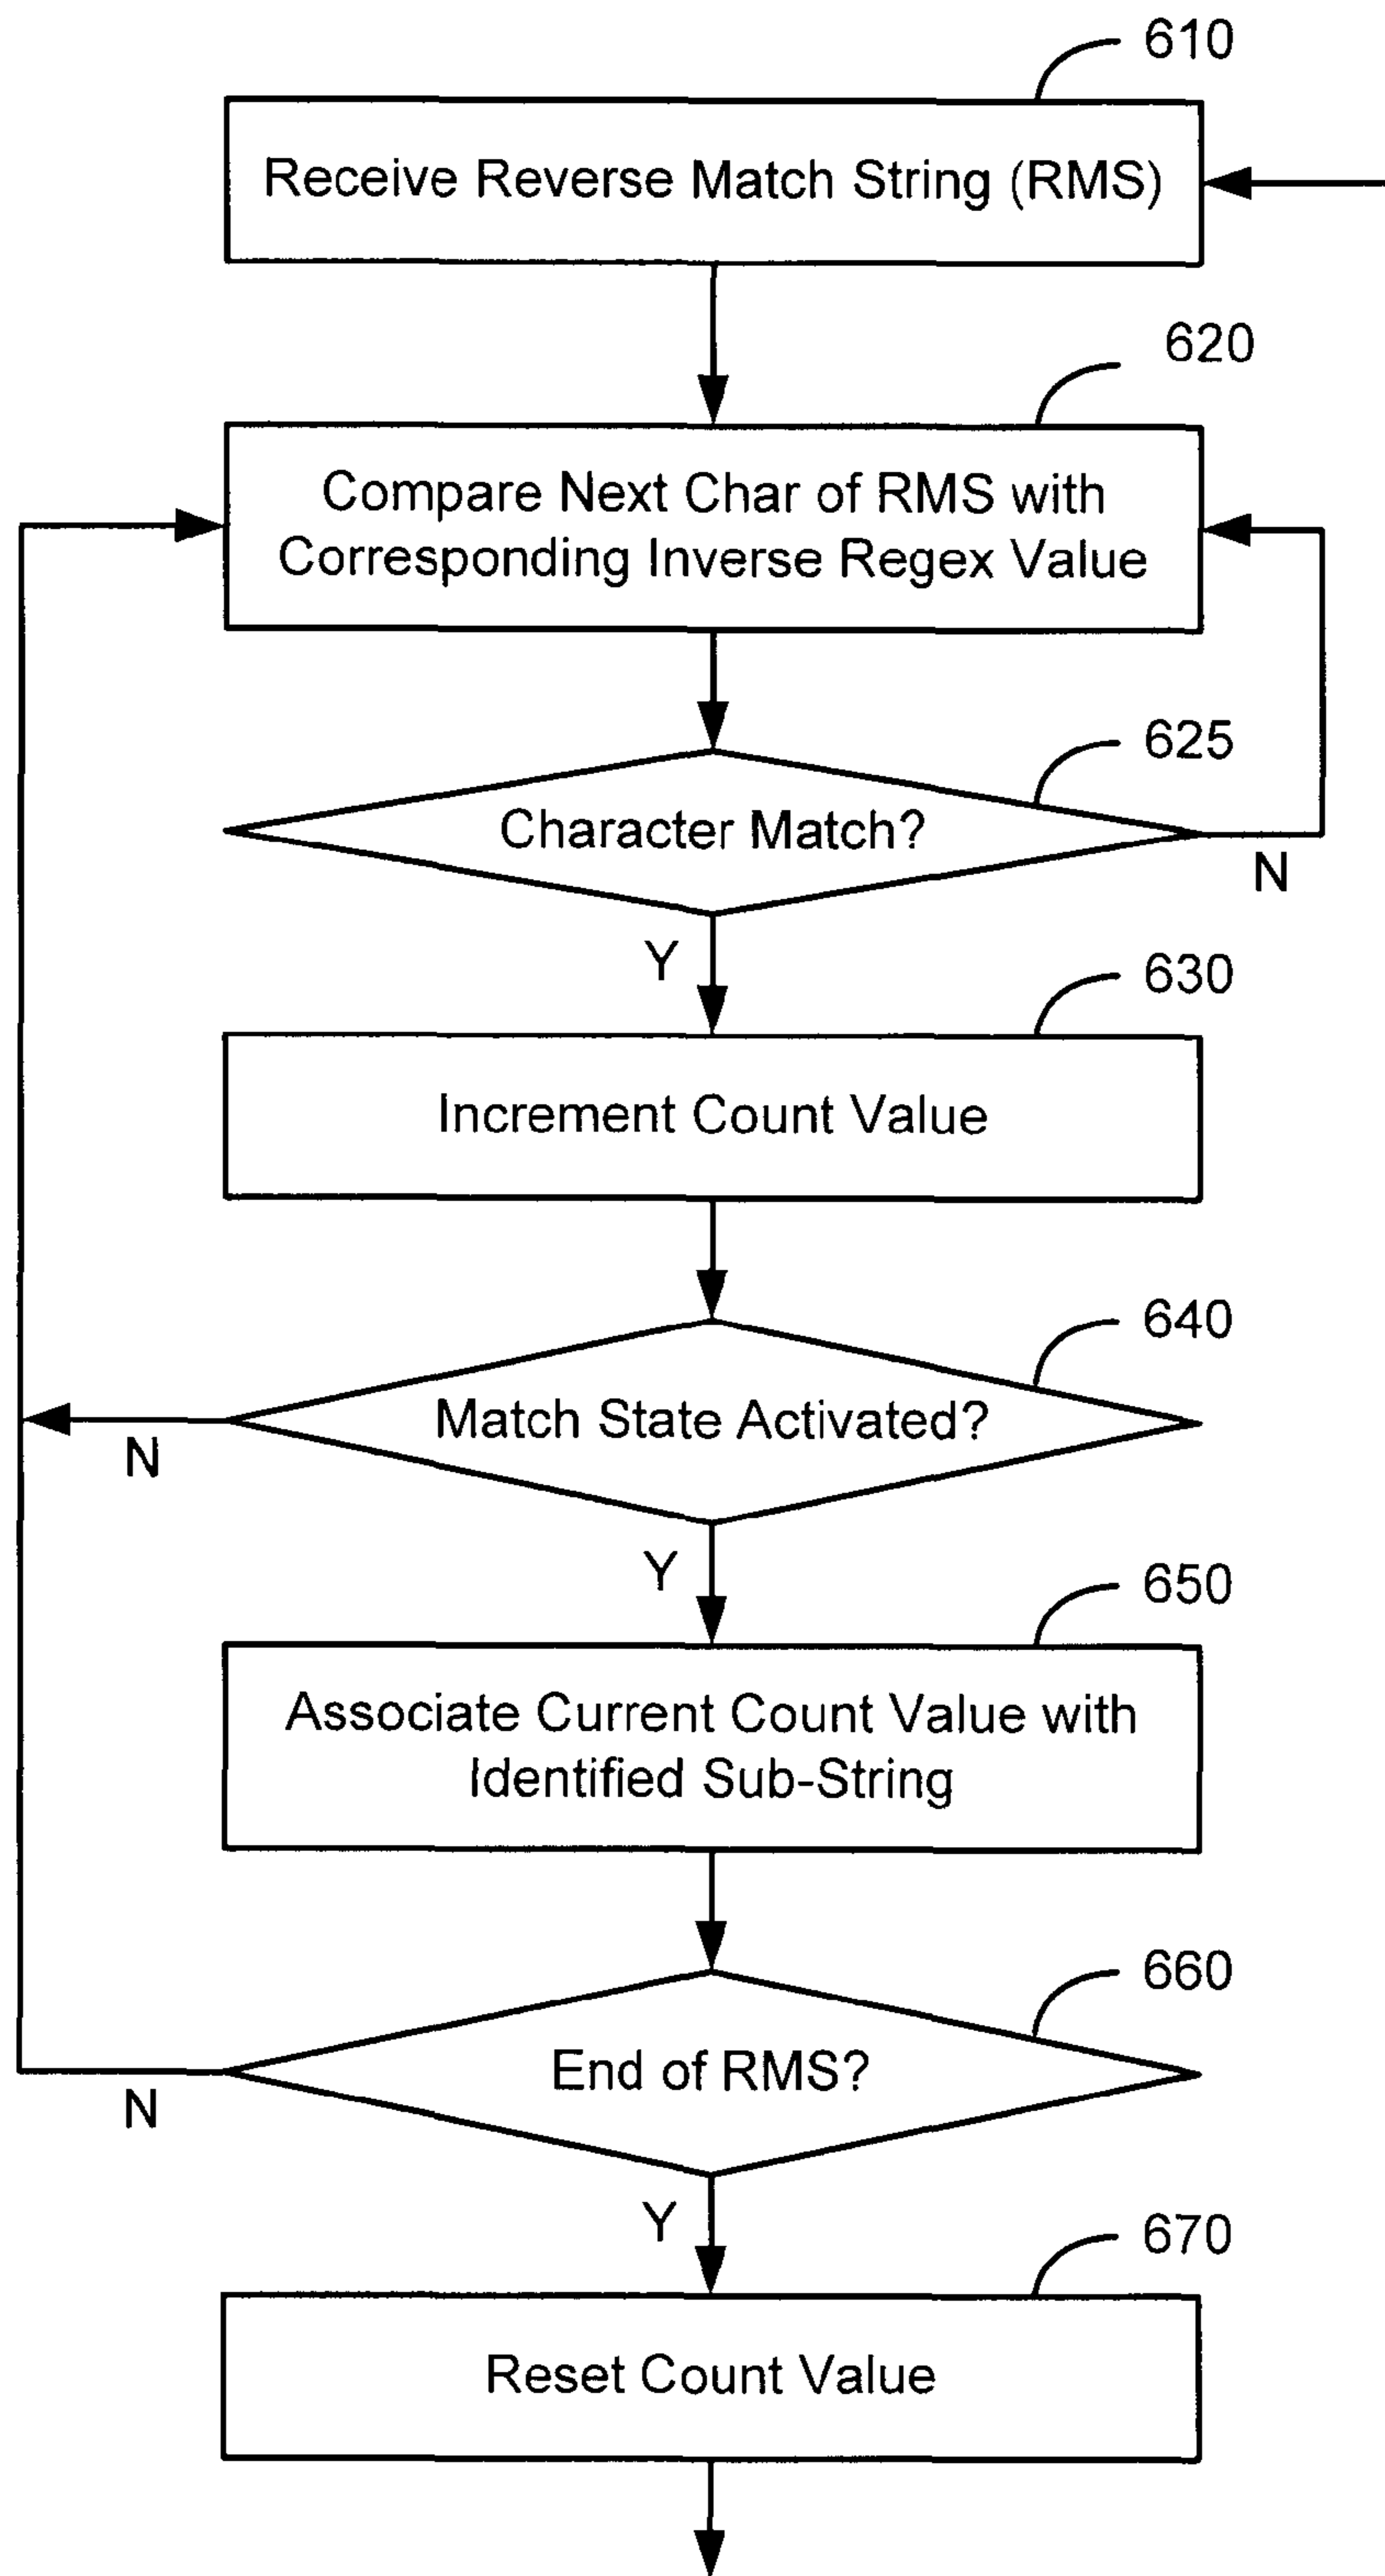 610
Receive Reverse Match String (RMS)
620
Compare Next Char of RMS with
Corresponding Inverse Regex Value
625
Character Match?
N
Y
630
Increment Count Value
640
Match State Activated?
N
Y
650
Associate Current Count Value with
Identified Sub-String
660
End of RMS?
N
Y
670
Reset Count Value